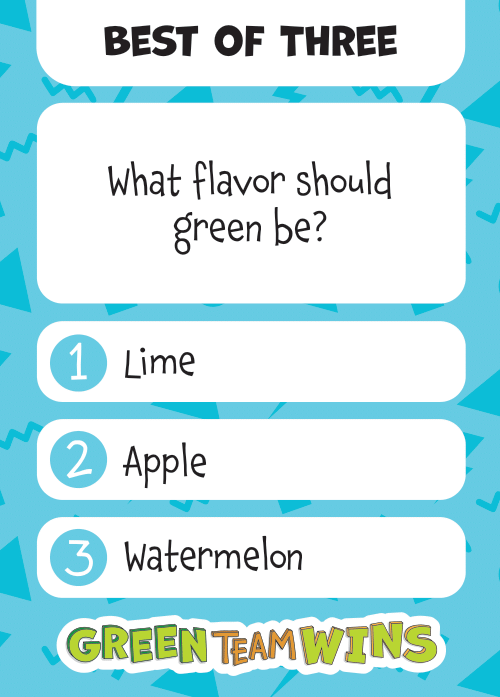 BEST OF THREE
What flavor should
green be?
1 Lime
2 Apple
3 Watermelon
GREEN TEAM WINS